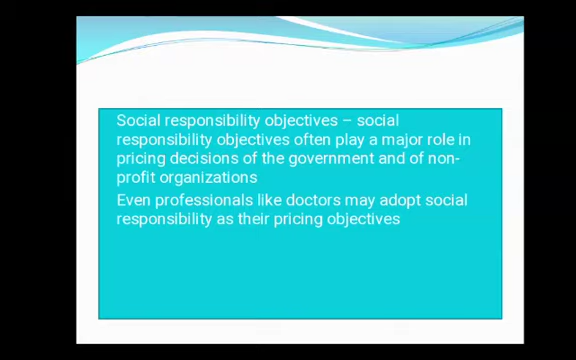 Social responsibility objectives – social
responsibility objectives often play a major role in
pricing decisions of the government and of non-
profit organizations
Even professionals like doctors may adopt social
responsibility as their pricing objectives